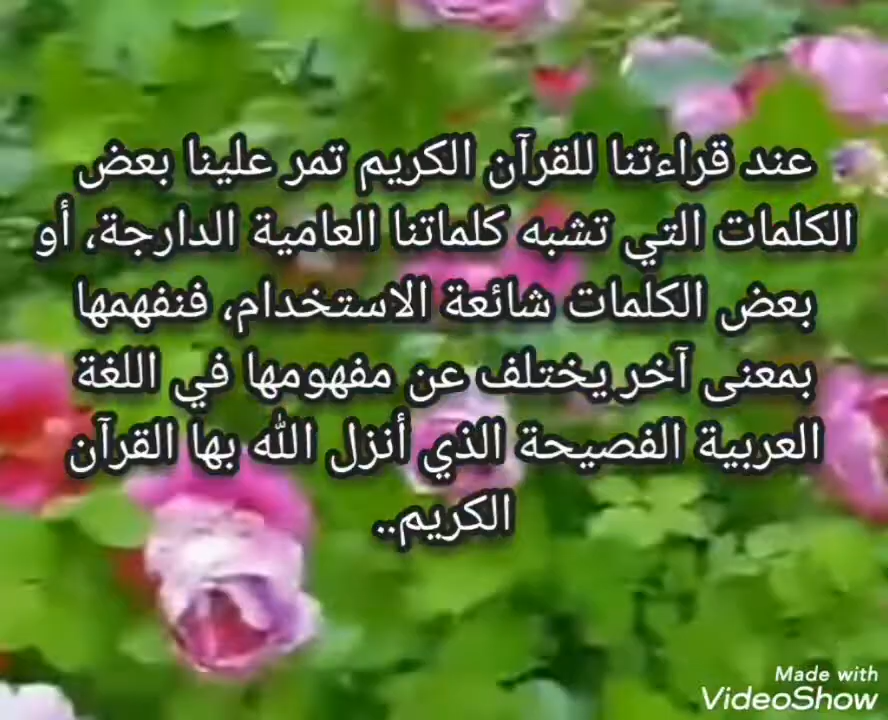 عند قراءتنا للقرآن الكريم تمر علينا بعض
الكلمات التي تشبه كلماتنا العامية الدارجة، أو
بعض الكلمات شائعة الاستخدام، فنفهمها
بمعنى آخر يختلف عن مفهومها في اللغة
العربية الفصيحة الذي أنزل الله بها القرآن
الكريم..
Made with
VideoShow